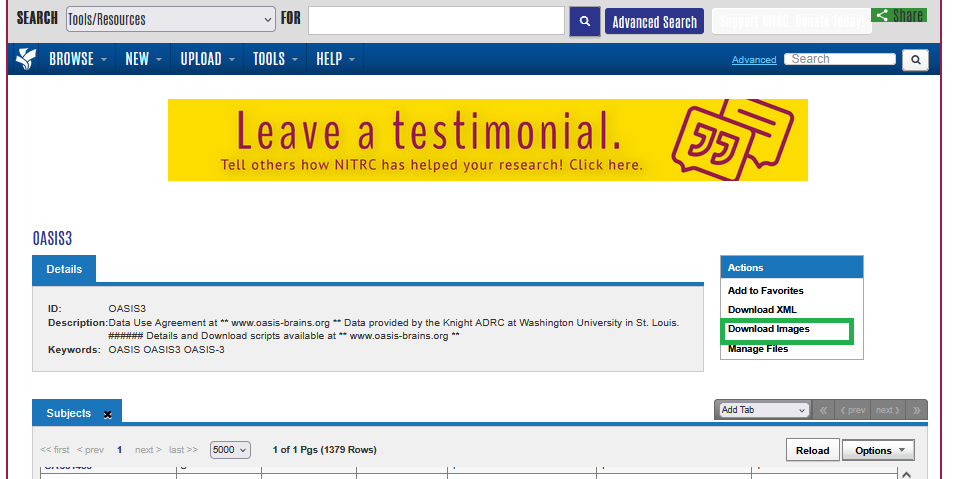 SEARCH Tools/Resources FOR Advanced Search Support NITRC. Donate Today! Share
BROWSE NEW UPLOAD TOOLS HELP Advanced Search
Leave a testimonial.
Tell others how NITRC has helped your research! Click here.
OASIS3
Details
Actions
Add to Favorites
Download XML
Download Images
Manage Files
ID: OASIS3
Description:Data Use Agreement at ** www.oasis-brains.org ** Data provided by the Knight ADRC at Washington University in St. Louis.
###### Details and Download scripts available at ** www.oasis-brains.org **
Keywords: OASIS OASIS3 OASIS-3
Subjects
Add Tab << < prev next > >>
<< first < prev 1 next > last >> 5000 1 of 1 Pgs (1379 Rows) Reload Options